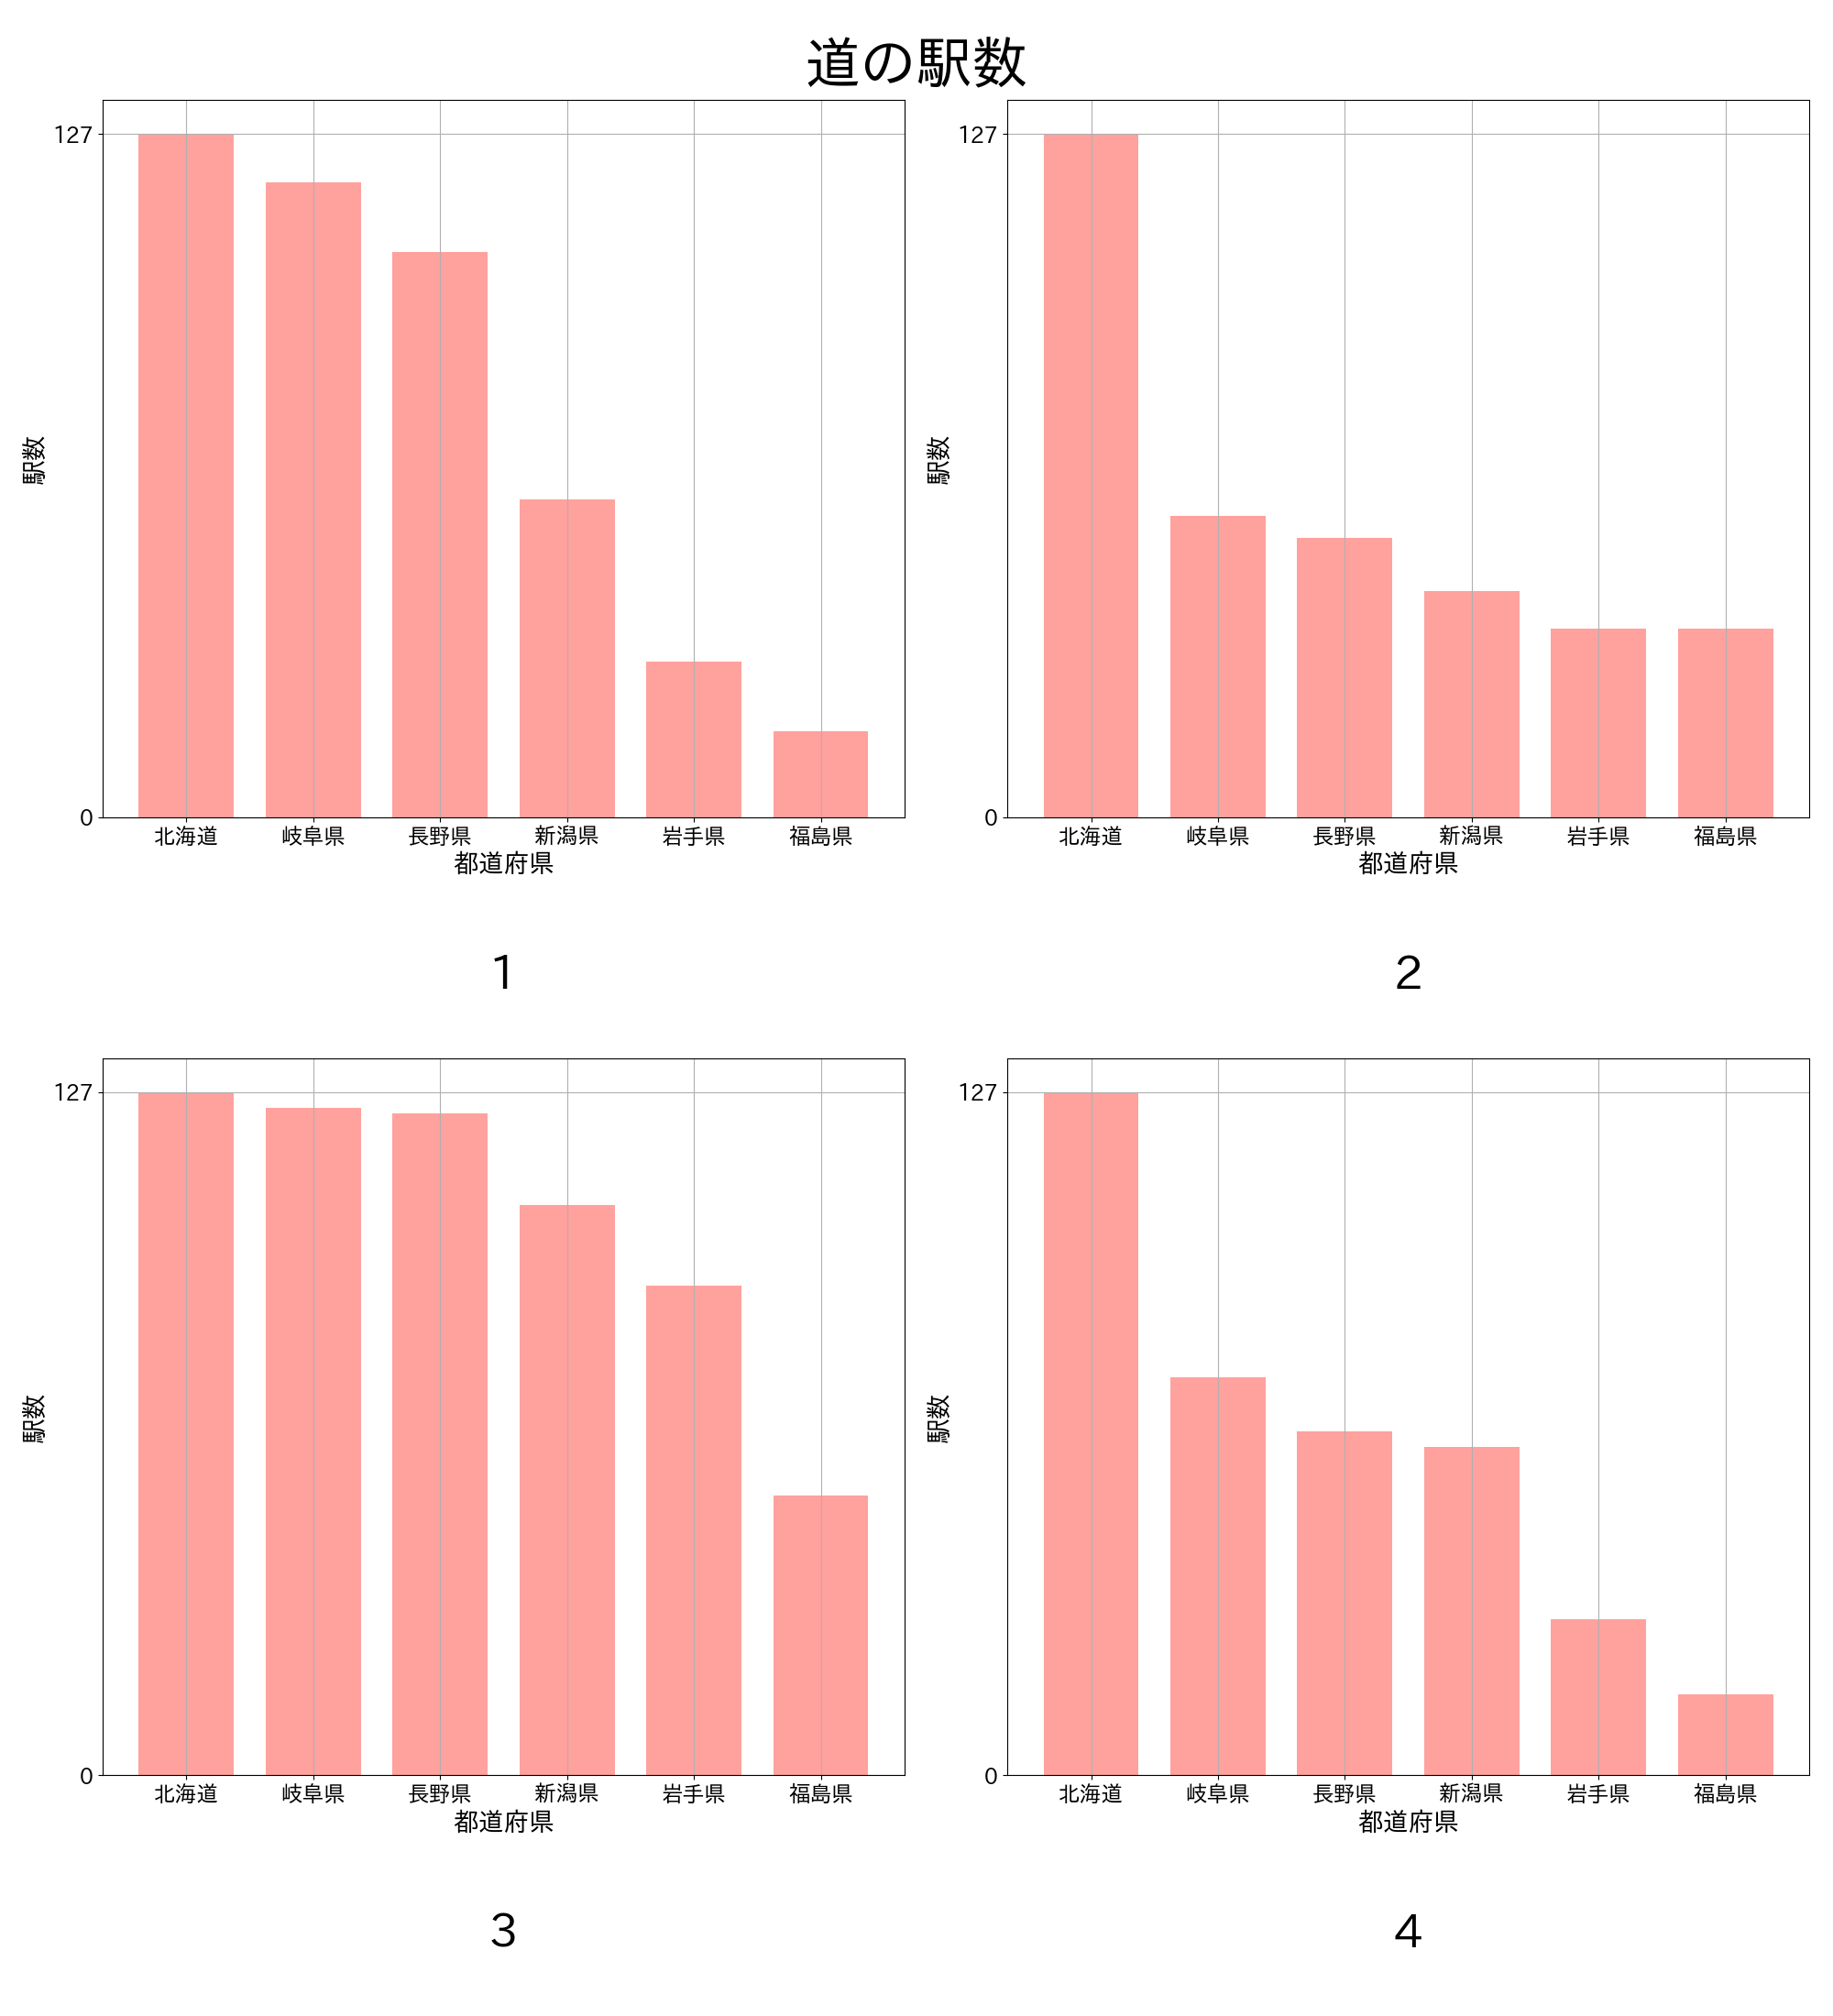 道の駅数
127
0
駅数
北海道 岐阜県 長野県 新潟県 岩手県 福島県
都道府県
1
127
0
駅数
北海道 岐阜県 長野県 新潟県 岩手県 福島県
都道府県
2
127
0
駅数
北海道 岐阜県 長野県 新潟県 岩手県 福島県
都道府県
3
127
0
駅数
北海道 岐阜県 長野県 新潟県 岩手県 福島県
都道府県
4